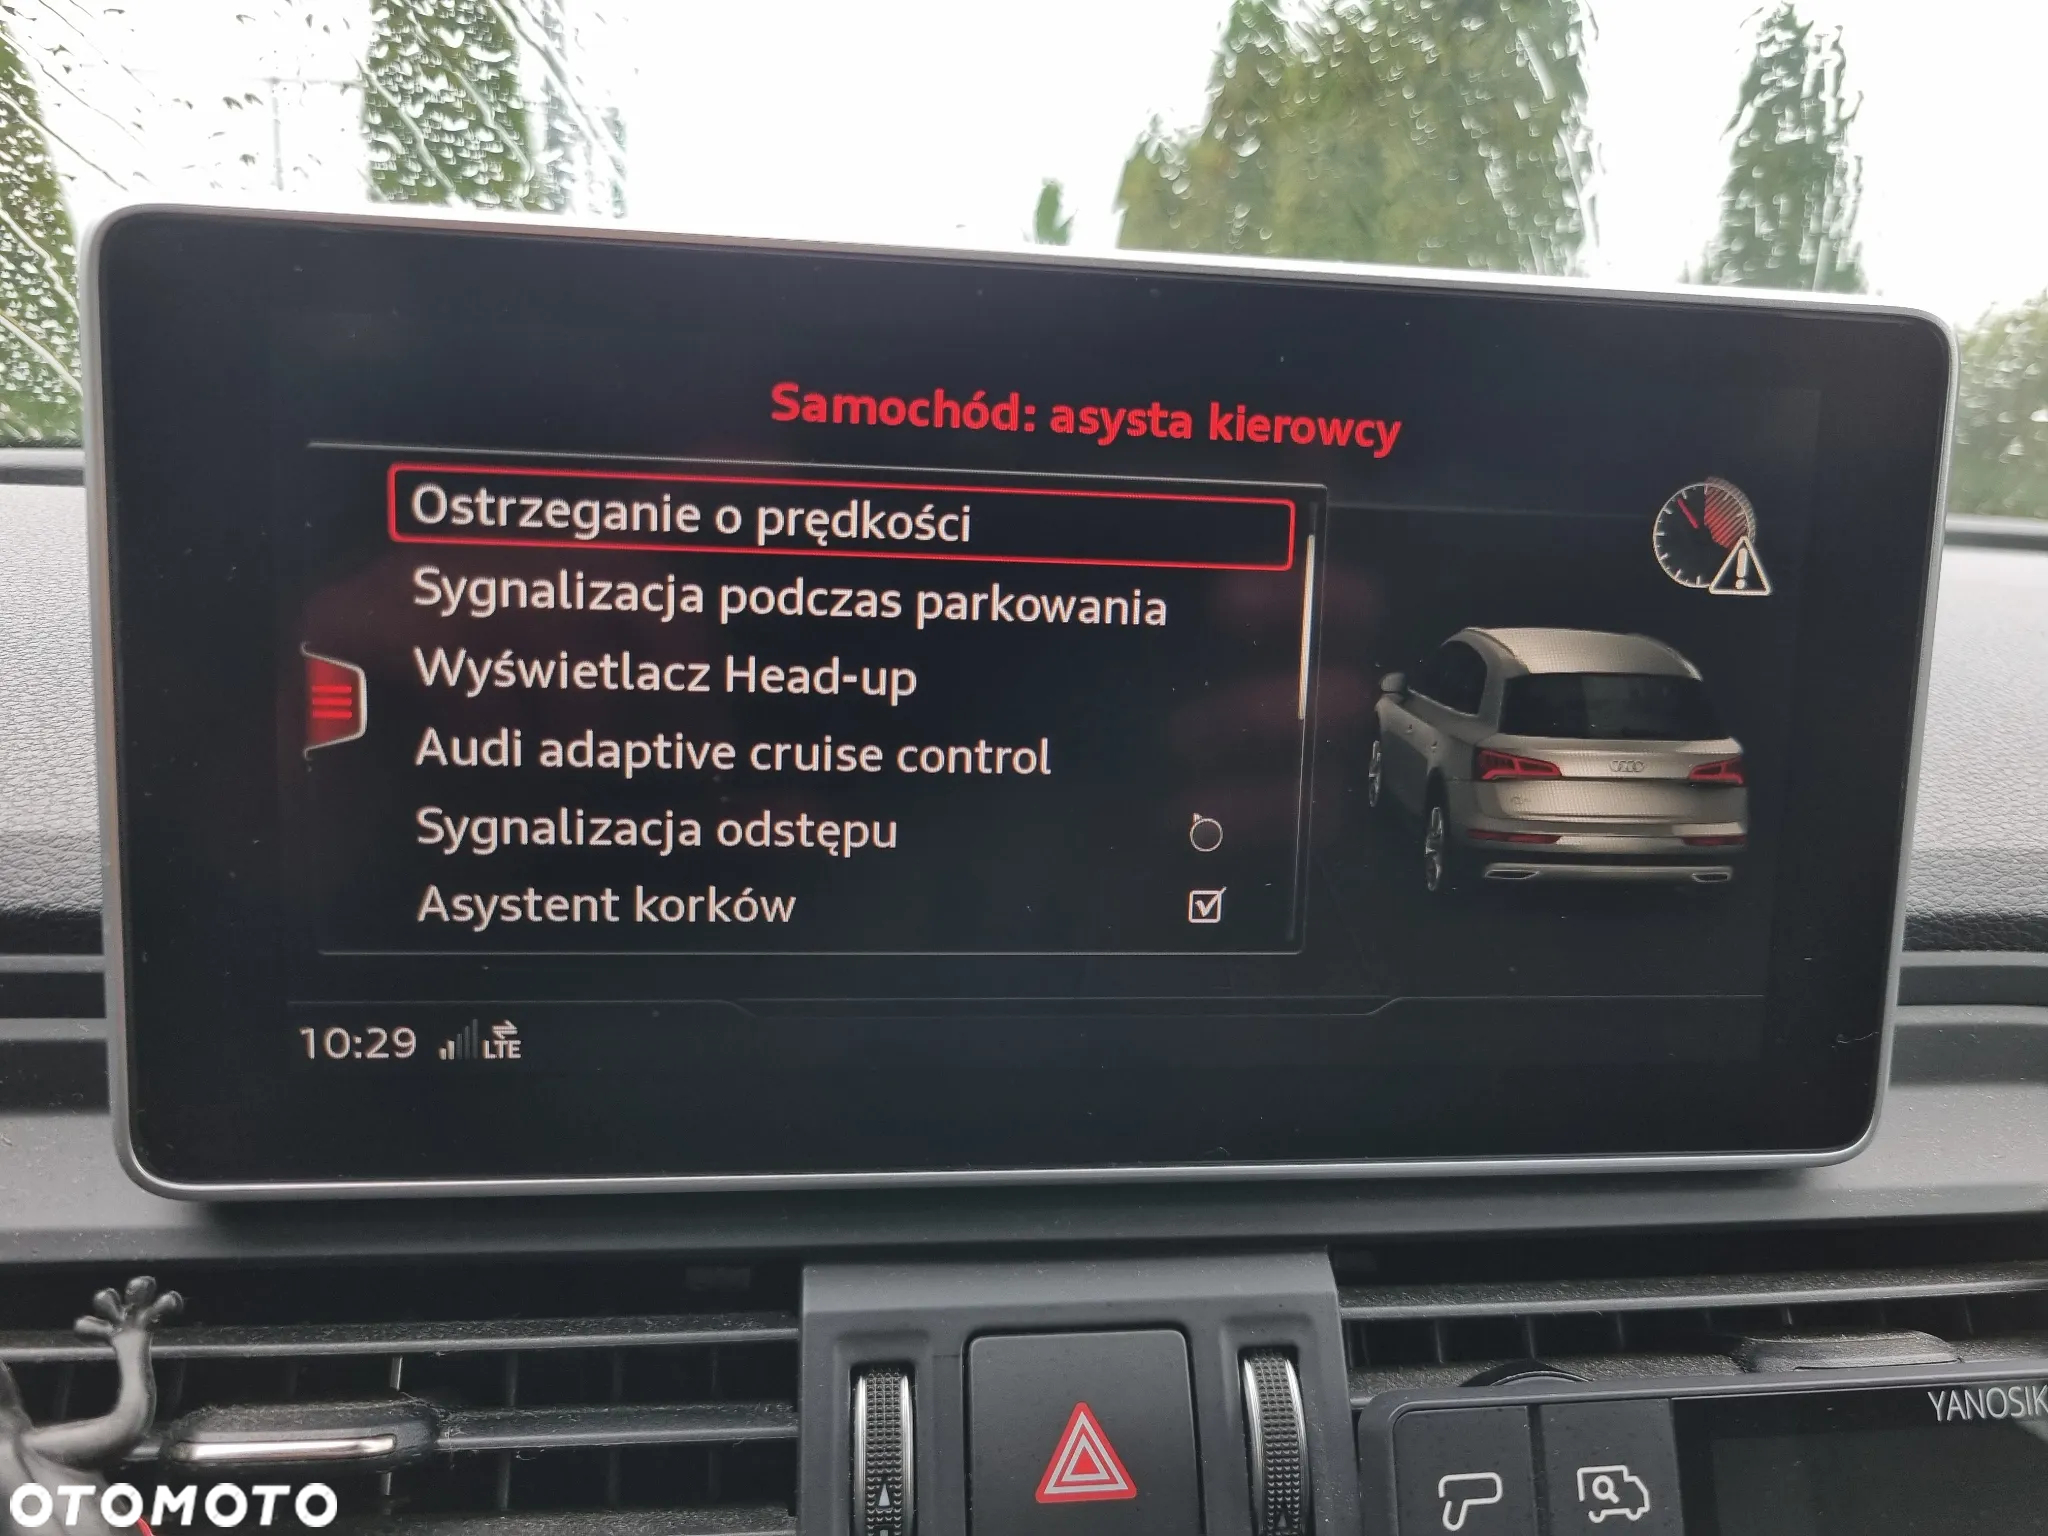 Samochód: asysta kierowcy
Ostrzeganie o prędkości
Sygnalizacja podczas parkowania
Wyświetlacz Head-up
Audi adaptive cruise control
Sygnalizacja odstępu
Asystent korków
10:29 LTE
YANOSIK
OTOMOTO